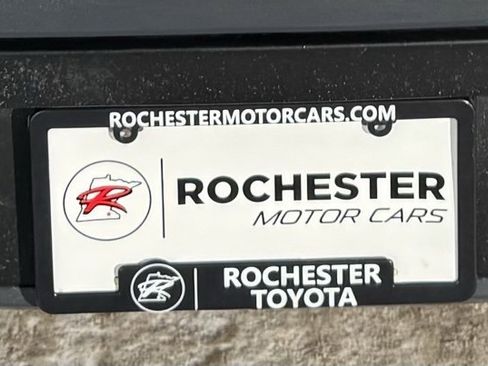 ROCHESTERMOTORCARS.COM
R
ROCHESTER
MOTOR CARS
R
ROCHESTER
TOYOTA